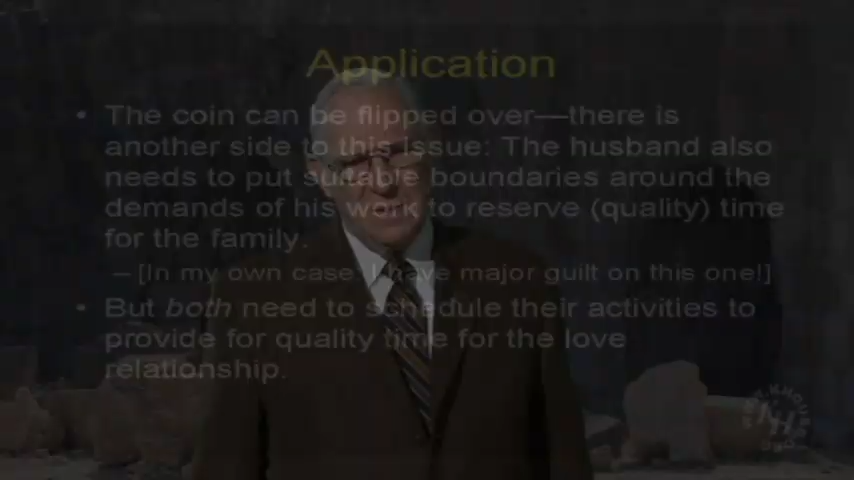 Application
• The coin can be flipped over—there is
another side to this issue: The husband also
needs to put boundaries around the
demands of his work to reserve (quality) time
for the family.
– [In my own case, I have major guilt on this one!]
• But both need to schedule their activities to
provide for quality time for the love
relationship.